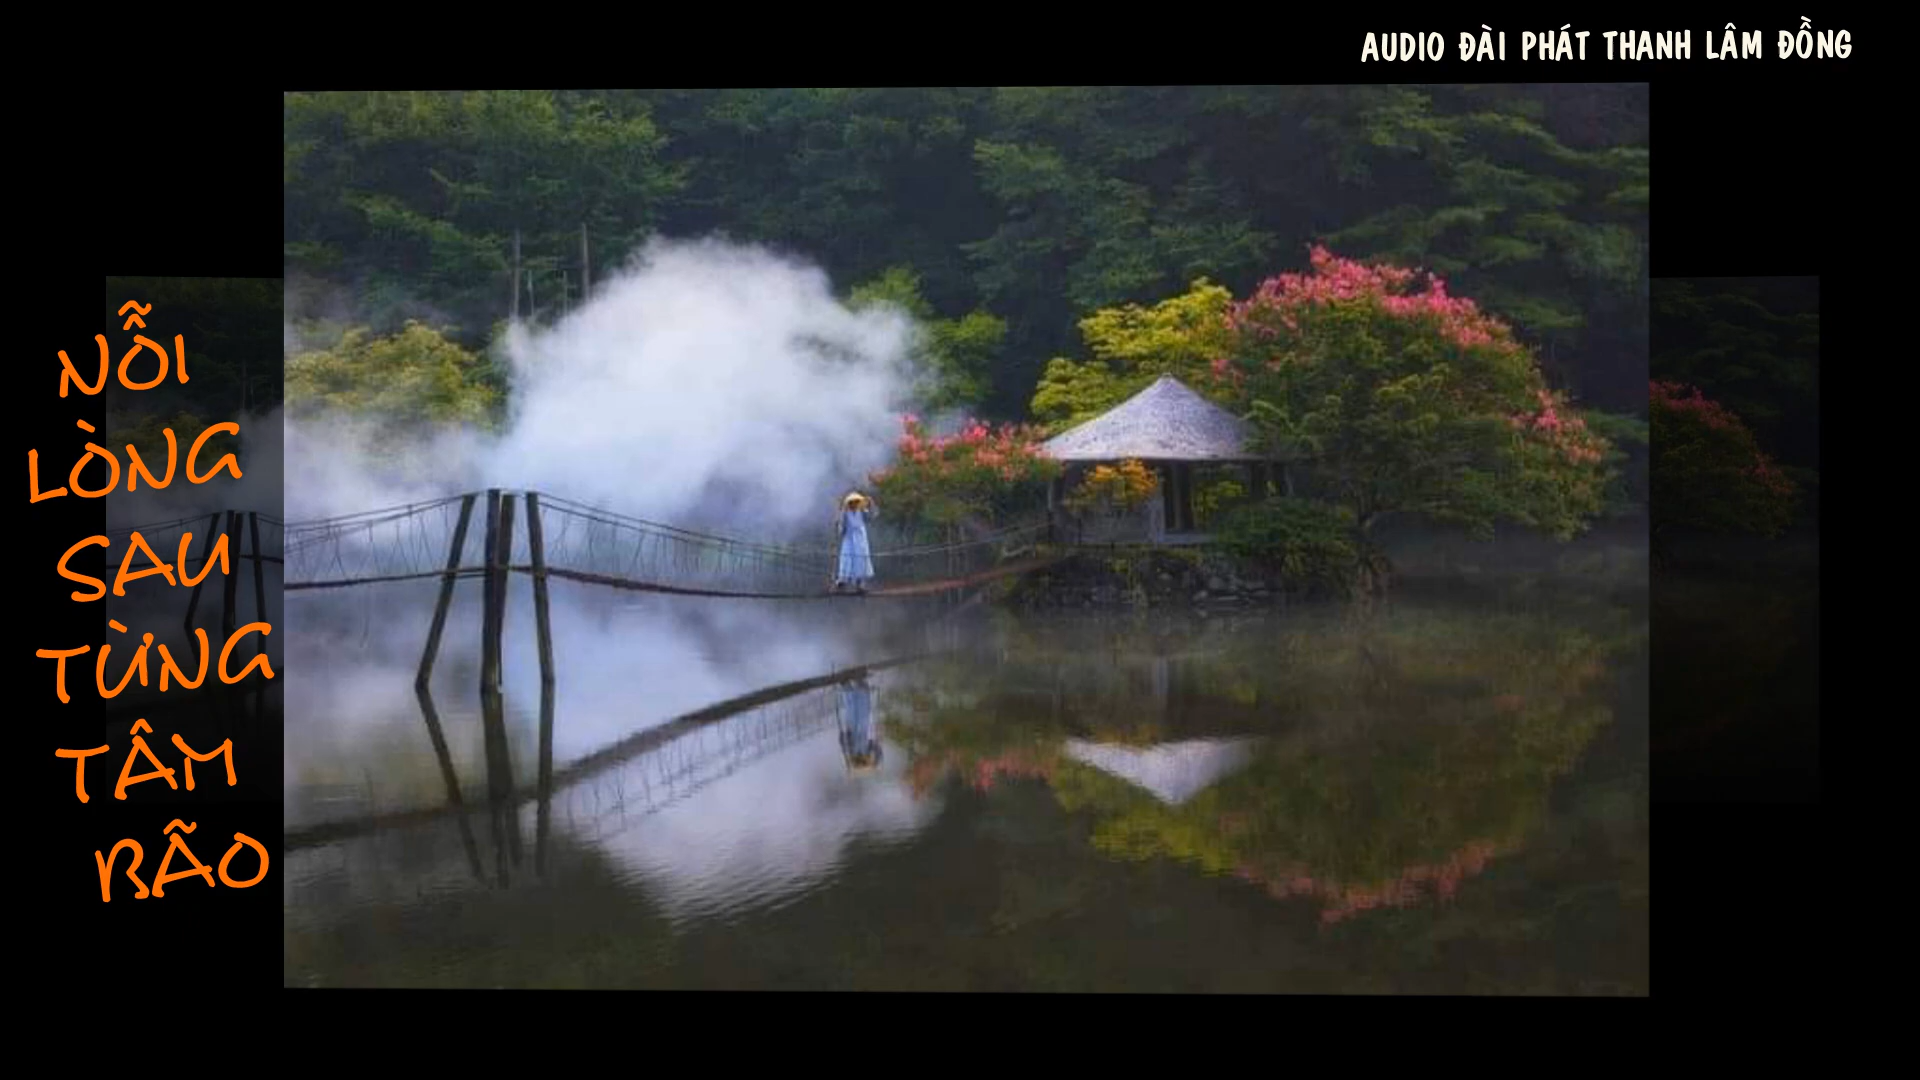 AUDIO ĐÀI PHÁT THANH LÂM ĐỒNG
NỖI
LÒNG
SAU
TỪNG
TÂM
BÃO